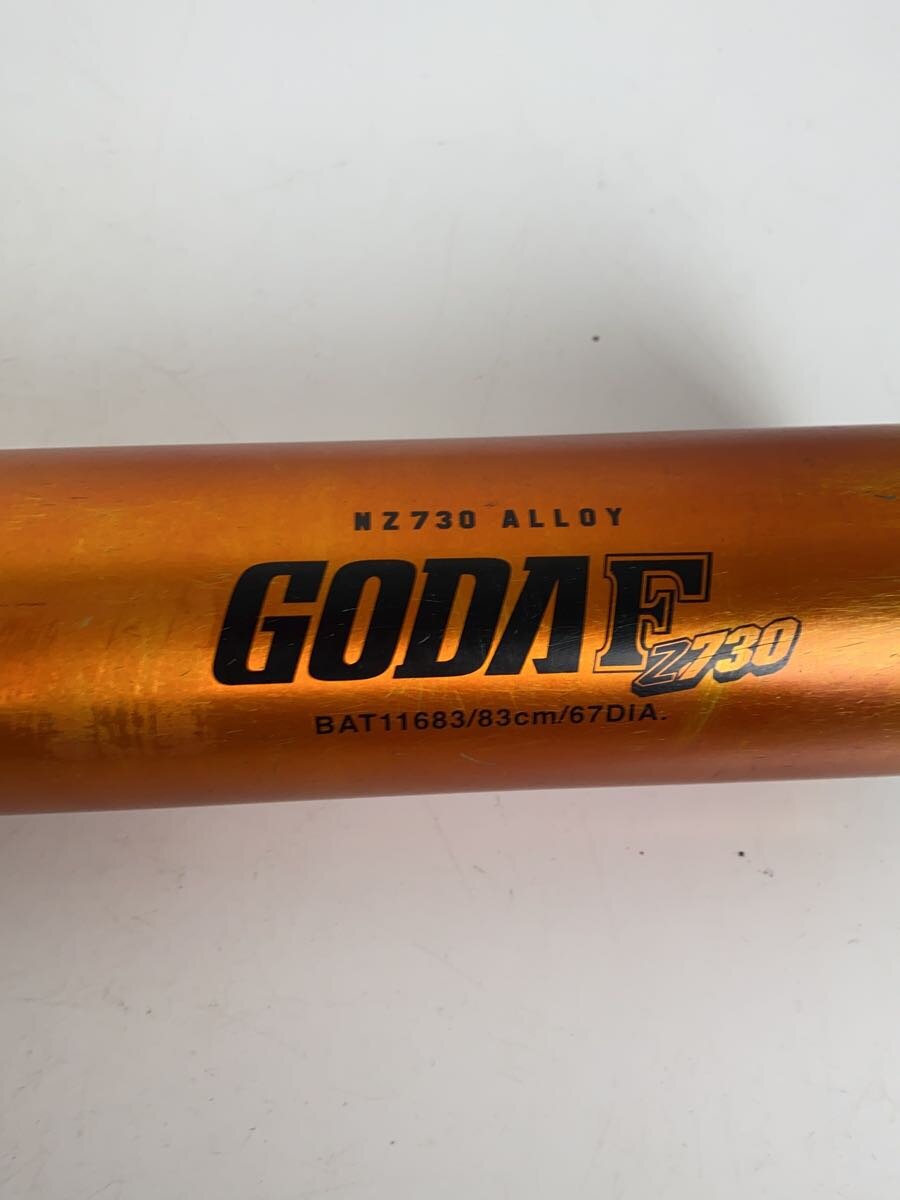 NZ730 ALLOY
GODA F Z730
BAT11683/83cm/67DIA.